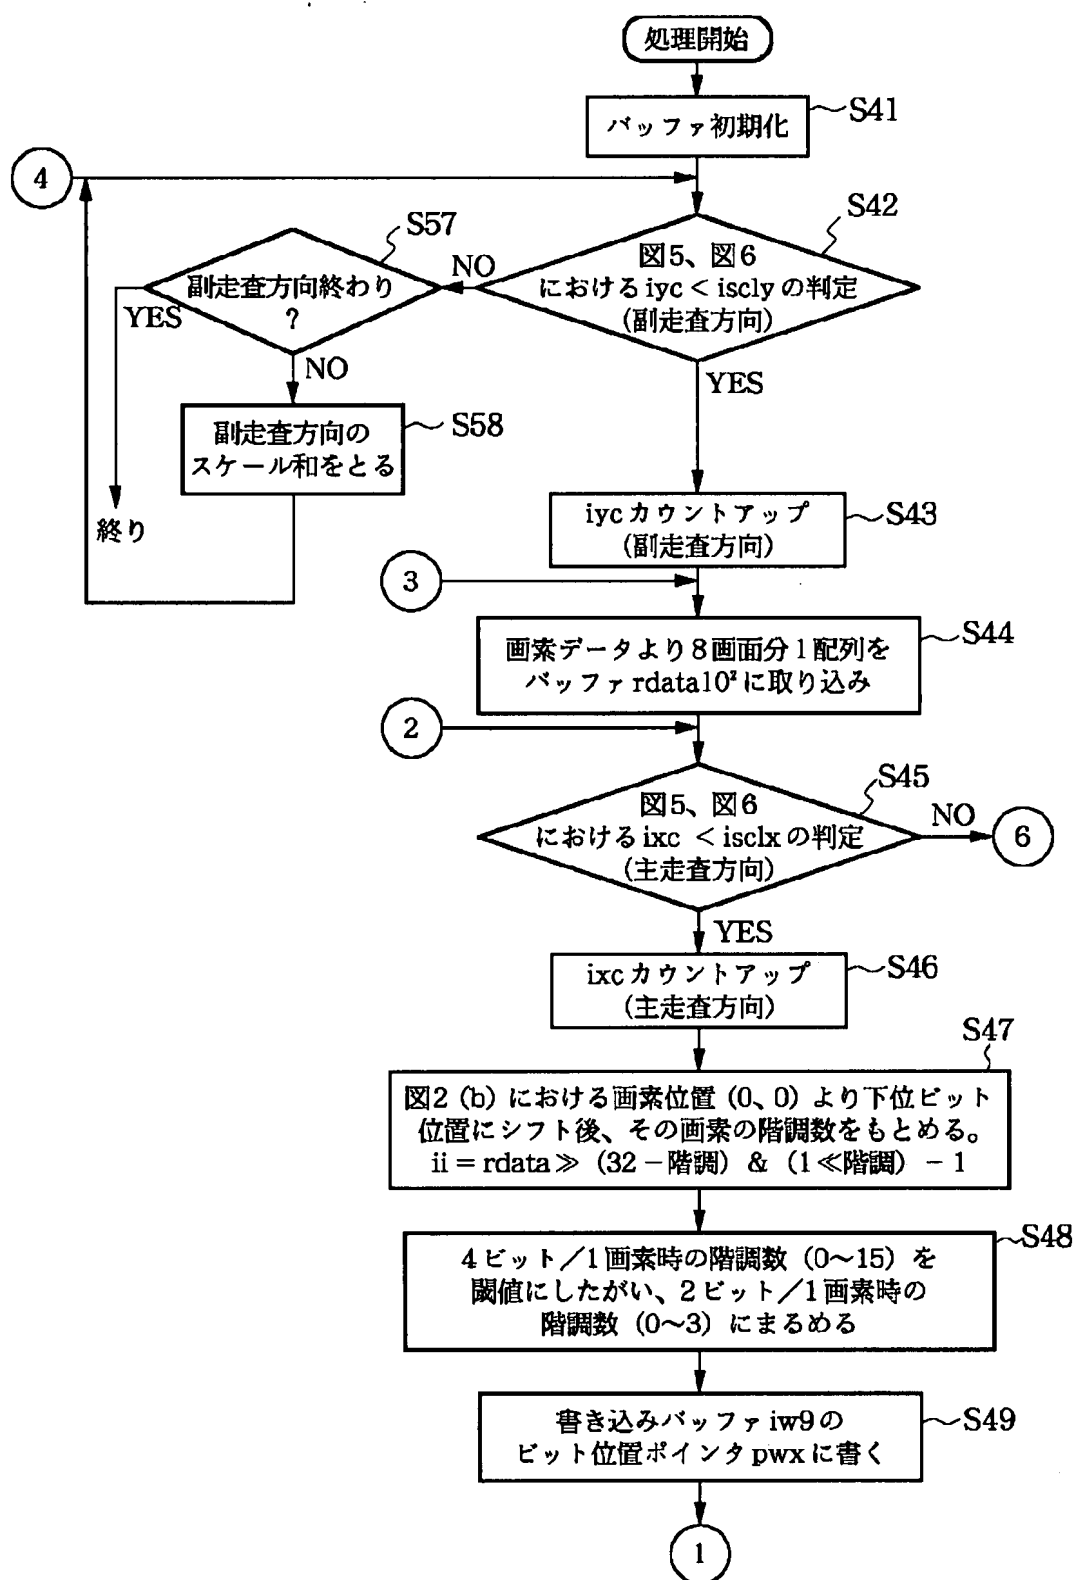 処理開始
バッファ初期化
S41
4
S42
図5、図6
における iyc < iscly の判定
(副走査方向)
NO
YES
S57
副走査方向終わり
?
YES
NO
S58
副走査方向の
スケール和をとる
終り
iyc カウントアップ
(副走査方向)
S43
3
S44
画素データより8画面分1配列を
バッファ rdata10²に取り込み
2
S45
図5、図6
における ixc < isclx の判定
(主走査方向)
NO
6
YES
ixc カウントアップ
(主走査方向)
S46
S47
図2 (b) における画素位置 (0、0) より下位ビット
位置にシフト後、その画素の階調数をもとめる。
ii = rdata ≫ (32 - 階調) & (1 ≪ 階調) - 1
S48
4ビット/1画素時の階調数 (0~15) を
閾値にしたがい、2ビット/1画素時の
階調数 (0~3) にまるめる
S49
書き込みバッファ iw9の
ビット位置ポインタ pwx に書く
1